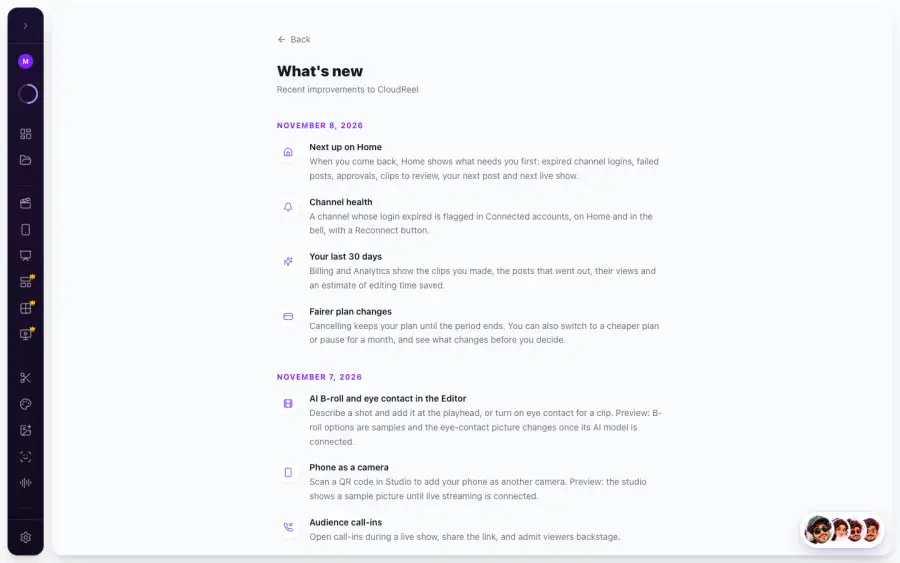 M
Back
What's new
Recent improvements to CloudReel
NOVEMBER 8, 2026
Next up on Home
When you come back, Home shows what needs you first: expired channel logins, failed
posts, approvals, clips to review, your next post and next live show.
Channel health
A channel whose login expired is flagged in Connected accounts, on Home and in the
bell, with a Reconnect button.
Your last 30 days
Billing and Analytics show the clips you made, the posts that went out, their views and
an estimate of editing time saved.
Fairer plan changes
Cancelling keeps your plan until the period ends. You can also switch to a cheaper plan
or pause for a month, and see what changes before you decide.
NOVEMBER 7, 2026
AI B-roll and eye contact in the Editor
Describe a shot and add it at the playhead, or turn on eye contact for a clip. Preview: B-
roll options are samples and the eye-contact picture changes once its AI model is
connected.
Phone as a camera
Scan a QR code in Studio to add your phone as another camera. Preview: the studio
shows a sample picture until live streaming is connected.
Audience call-ins
Open call-ins during a live show, share the link, and admit viewers backstage.